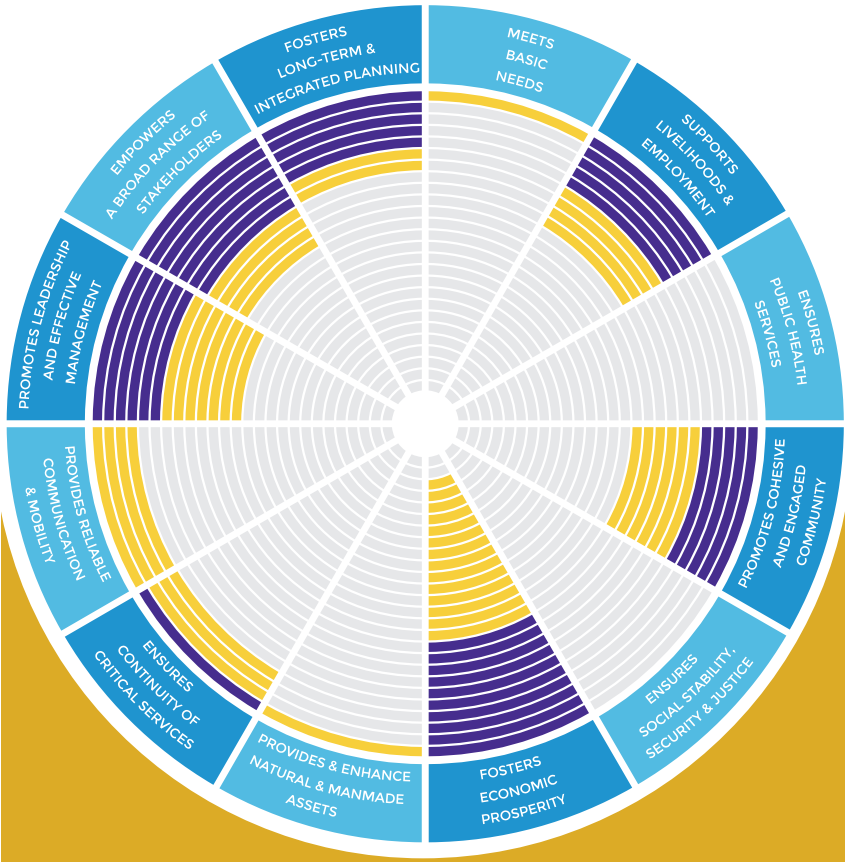 MEETS
BASIC
NEEDS
SUPPORTS
LIVELIHOODS &
EMPLOYMENT
ENSURES
PUBLIC HEALTH
SERVICES
PROMOTES COHESIVE
AND ENGAGED
COMMUNITY
ENSURES
SOCIAL STABILITY,
SECURITY & JUSTICE
FOSTERS
ECONOMIC
PROSPERITY
PROVIDES & ENHANCE
NATURAL & MANMADE
ASSETS
ENSURES
CONTINUITY OF
CRITICAL SERVICES
PROVIDES RELIABLE
COMMUNICATION
& MOBILITY
PROMOTES LEADERSHIP
AND EFFECTIVE
MANAGEMENT
EMPOWERS
A BROAD RANGE OF
STAKEHOLDERS
FOSTERS
LONG-TERM &
INTEGRATED PLANNING